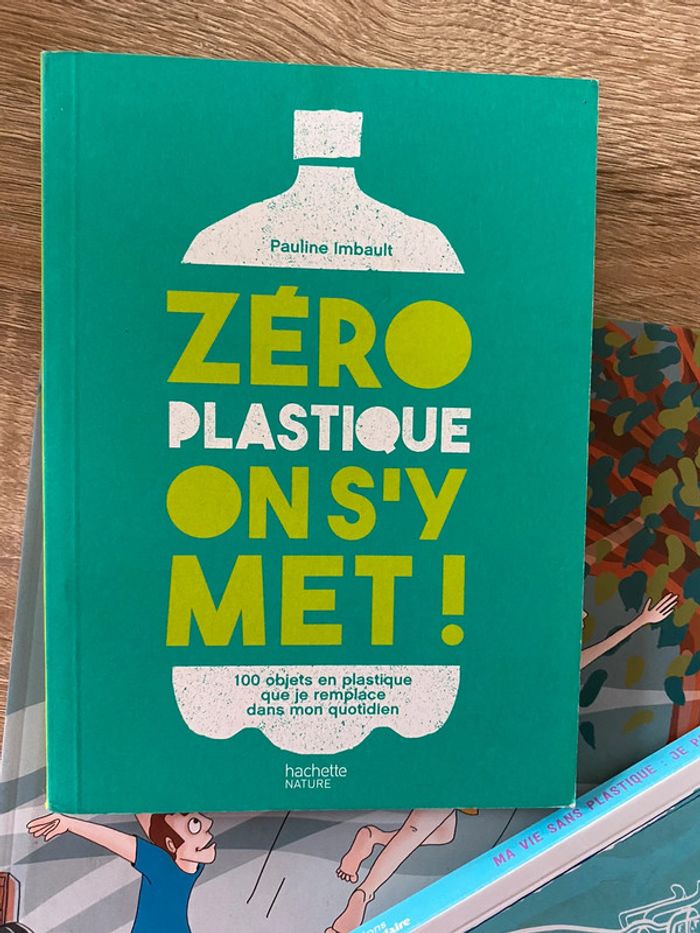 Pauline Imbault
ZÉRO
PLASTIQUE
ON S'Y
MET !
100 objets en plastique
que je remplace
dans mon quotidien
hachette
NATURE
MA VIE SANS PLASTIQUE : JE